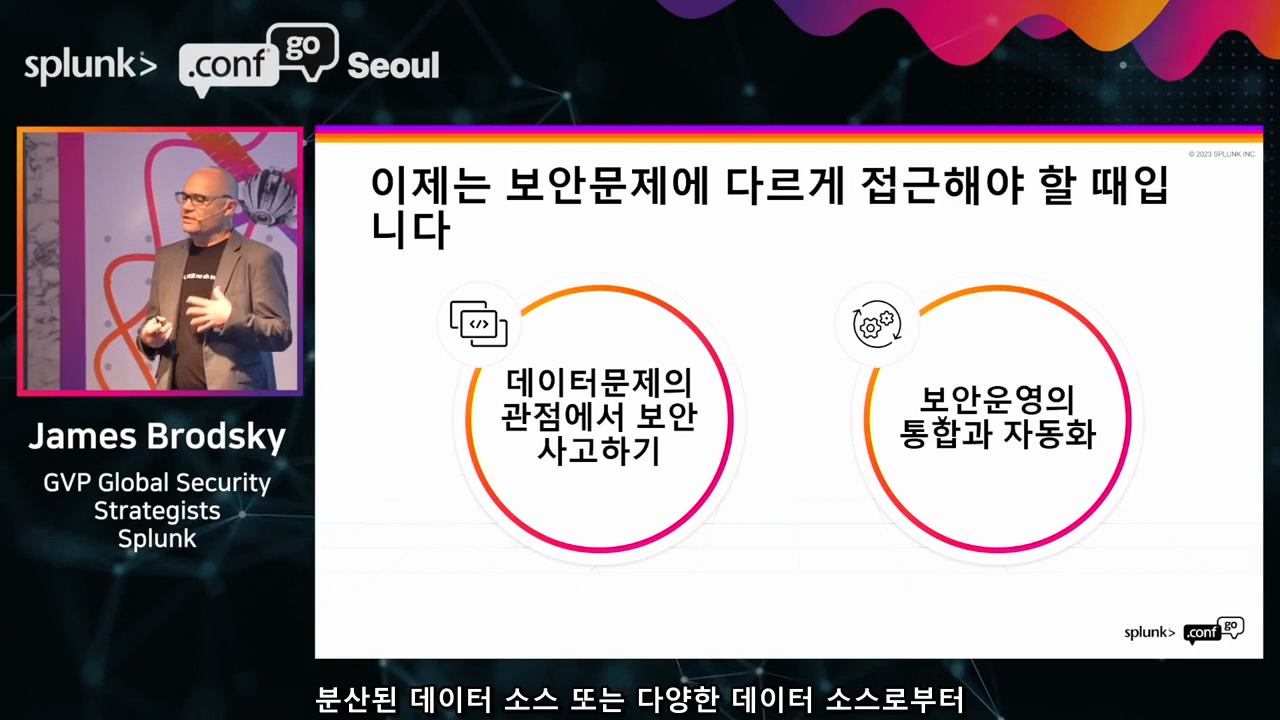 splunk>
.conf
go
Seoul
© 2023 SPLUNK INC.
이제는 보안문제에 다르게 접근해야 할 때입
니다
</>
데이터문제의
관점에서 보안
사고하기
보안운영의
통합과 자동화
James Brodsky
GVP Global Security
Strategists
Splunk
splunk>
.conf
go
분산된 데이터 소스 또는 다양한 데이터 소스로부터